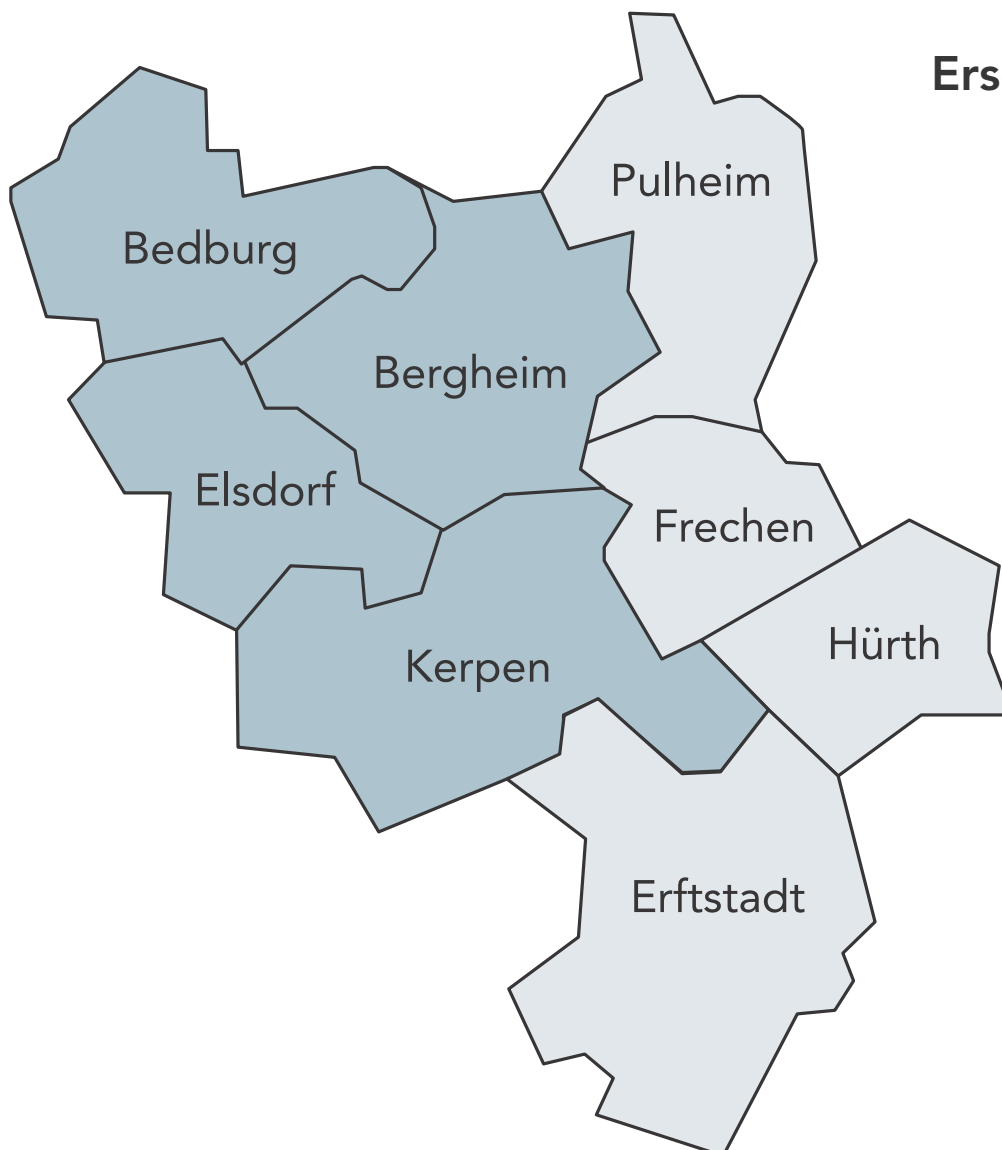 Ers
Pulheim
Bedburg
Bergheim
Elsdorf
Frechen
Hürth
Kerpen
Erftstadt